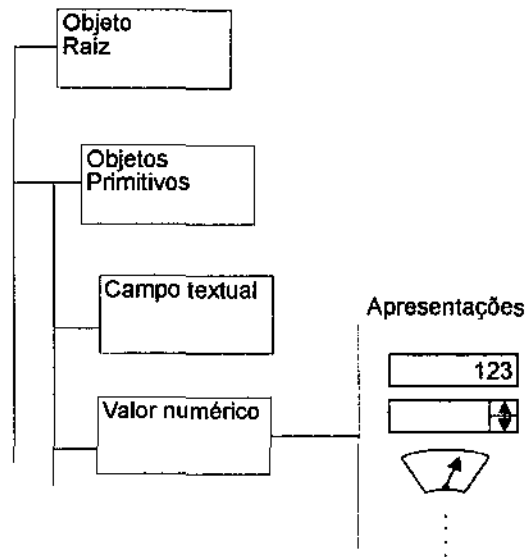 Objeto
Raiz
Objetos
Primitivos
Campo textual
Apresentações
123
Valor numérico